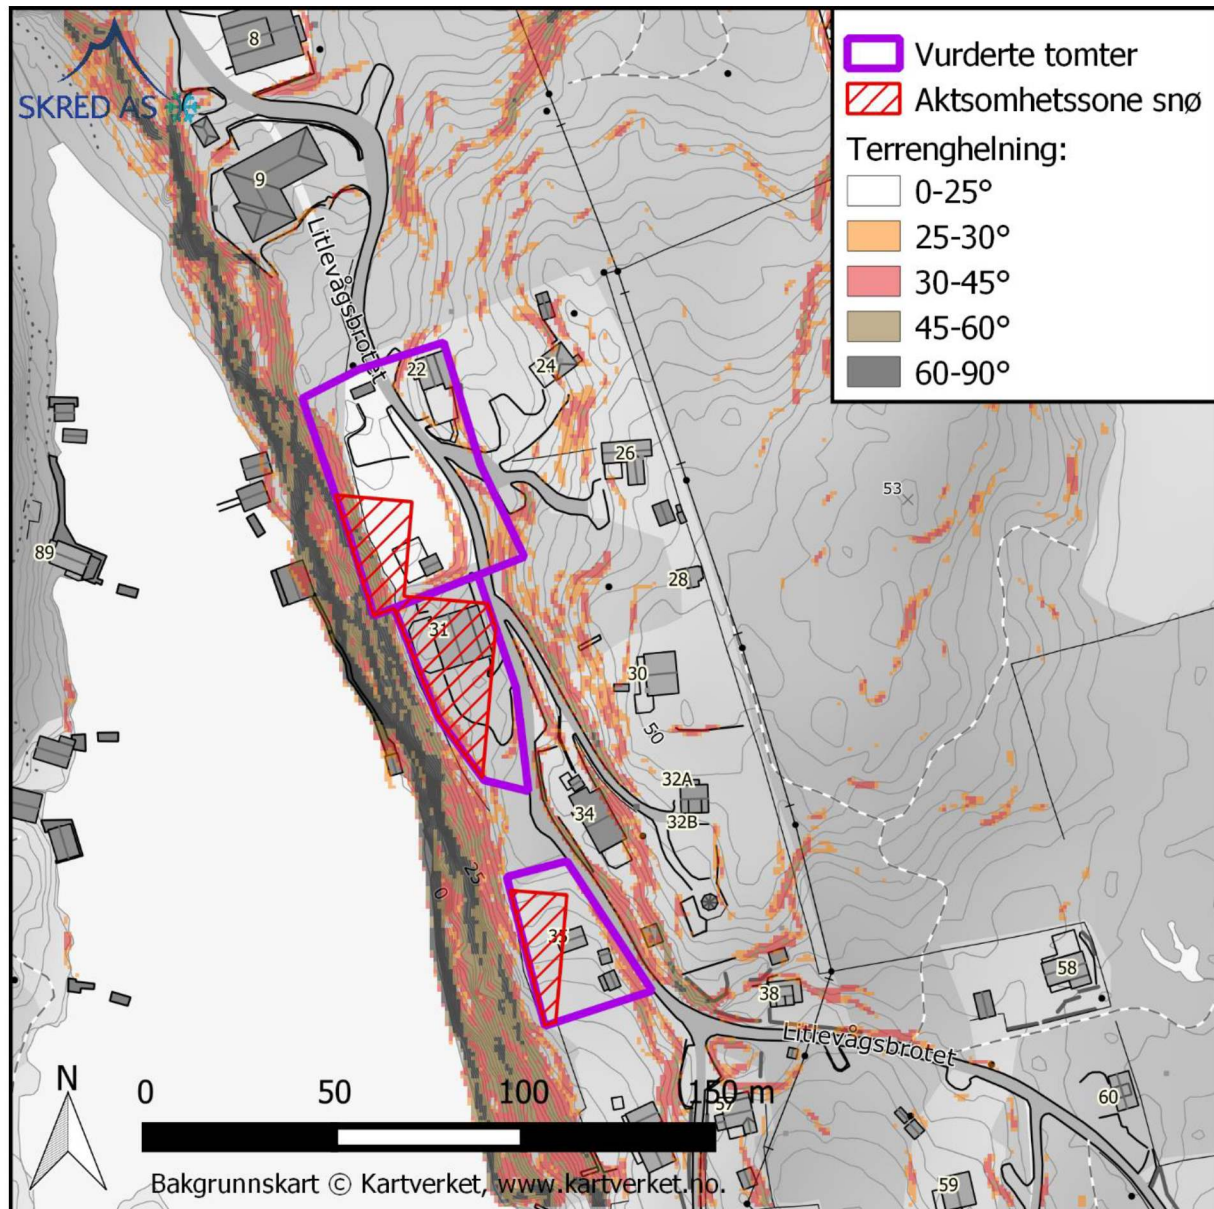 SKRED AS
Vurderte tomter
Aktsomhetssone snø
Terrenghelning:
0-25°
25-30°
30-45°
45-60°
60-90°
8
9
Litlevågsbrotet
22
24
26
53
89
28
31
30
50
32A
32B
34
25
0
35
58
38
Litlevågsbrotet
60
57
59
N
0 50 100 150 m
Bakgrunnskart © Kartverket, www.kartverket.no.